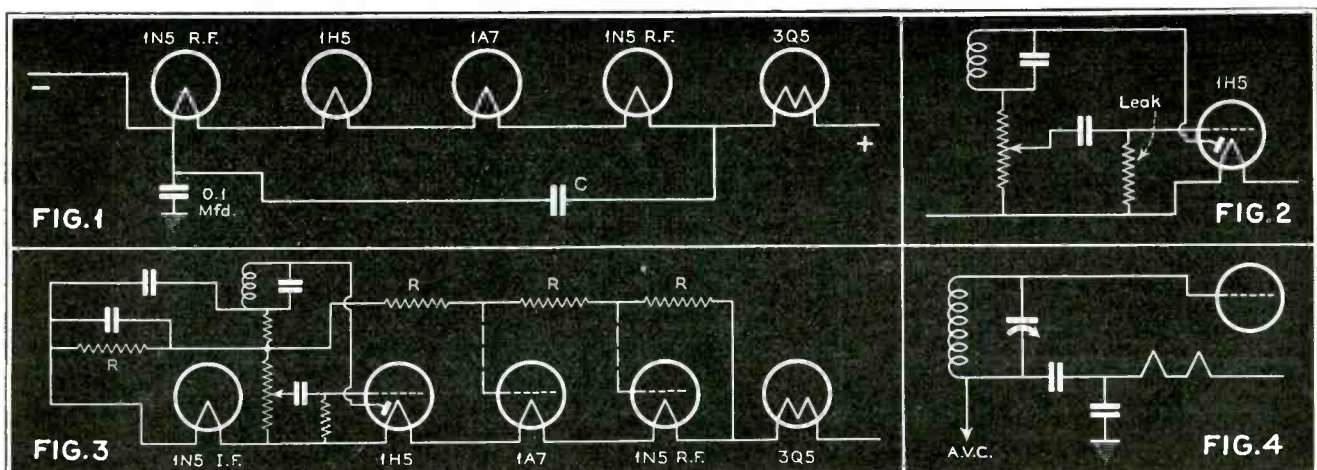 1N5 R.F. 1H5 1A7 1N5 R.F. 3Q5
−
+
C
0.1
Mfd.
FIG.1
1H5
Leak
FIG.2
R R R
R
1N5 I.F. 1H5 1A7 1N5 R.F. 3Q5
FIG.3
A.V.C.
FIG.4